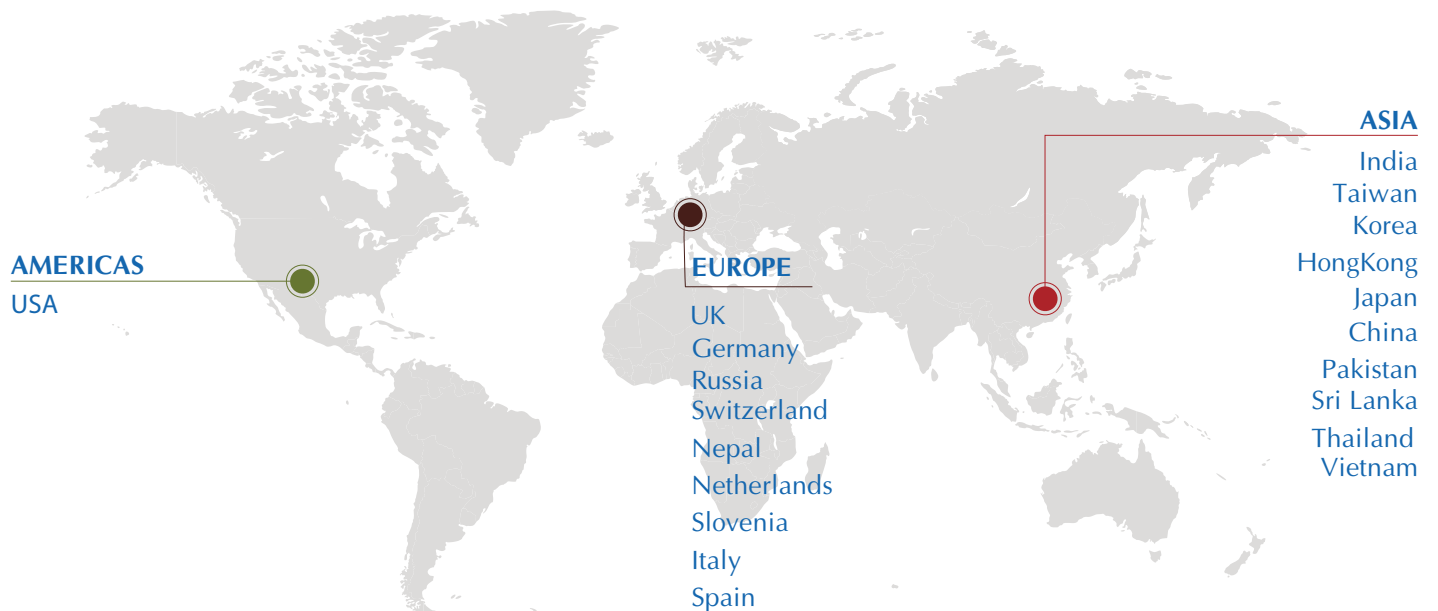 AMERICAS
USA
EUROPE
UK
Germany
Russia
Switzerland
Nepal
Netherlands
Slovenia
Italy
Spain
ASIA
India
Taiwan
Korea
HongKong
Japan
China
Pakistan
Sri Lanka
Thailand
Vietnam